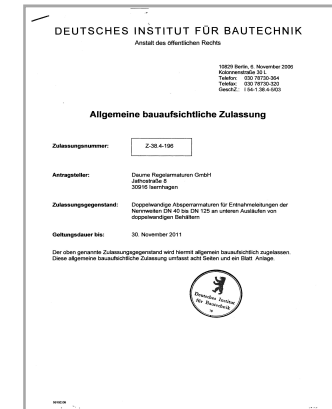 DEUTSCHES INSTITUT FÜR BAUTECHNIK
Anstalt des öffentlichen Rechts
10829 Berlin, 6. November 2006
Kolonnenstraße 30 L
Telefon: 030 78730-364
Telefax: 030 78730-320
GeschZ.: I 54-1.38.4-5/03
Allgemeine bauaufsichtliche Zulassung
Zulassungsnummer: Z-38.4-196
Antragsteller: Daume Regelarmaturen GmbH
Jathostraße 8
30916 Isernhagen
Zulassungsgegenstand: Doppelwandige Absperrarmaturen für Entnahmeleitungen der
Nennweiten DN 40 bis DN 125 an unteren Ausläufen von
doppelwandigen Behältern
Geltungsdauer bis: 30. November 2011
Der oben genannte Zulassungsgegenstand wird hiermit allgemein bauaufsichtlich zugelassen.
Diese allgemeine bauaufsichtliche Zulassung umfasst acht Seiten und ein Blatt Anlage.
Deutsches Institut
für Bautechnik